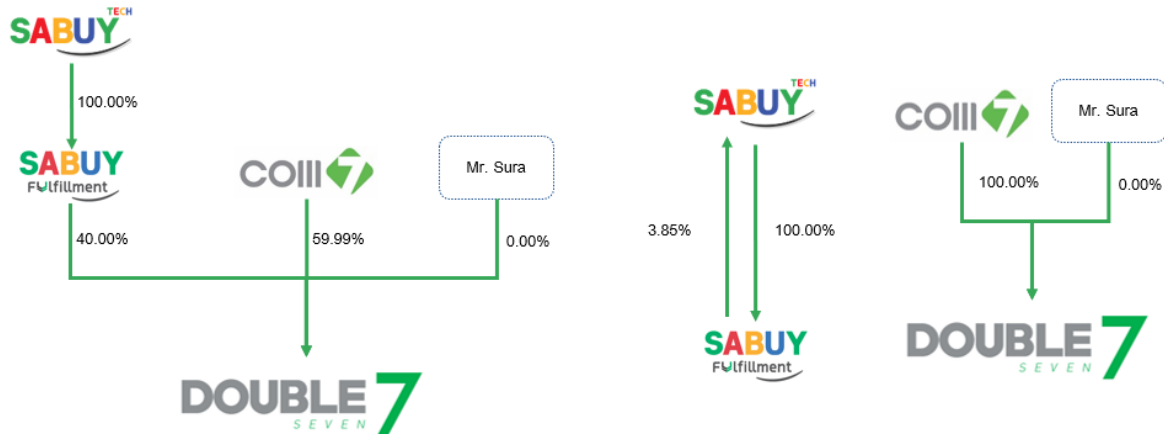 SABUY TECH
100.00%
SABUY
Fulfillment
COM7
Mr. Sura
40.00%
59.99%
0.00%
DOUBLE 7
SEVEN
SABUY TECH
COM7
Mr. Sura
3.85%
100.00%
100.00%
0.00%
SABUY
Fulfillment
DOUBLE 7
SEVEN